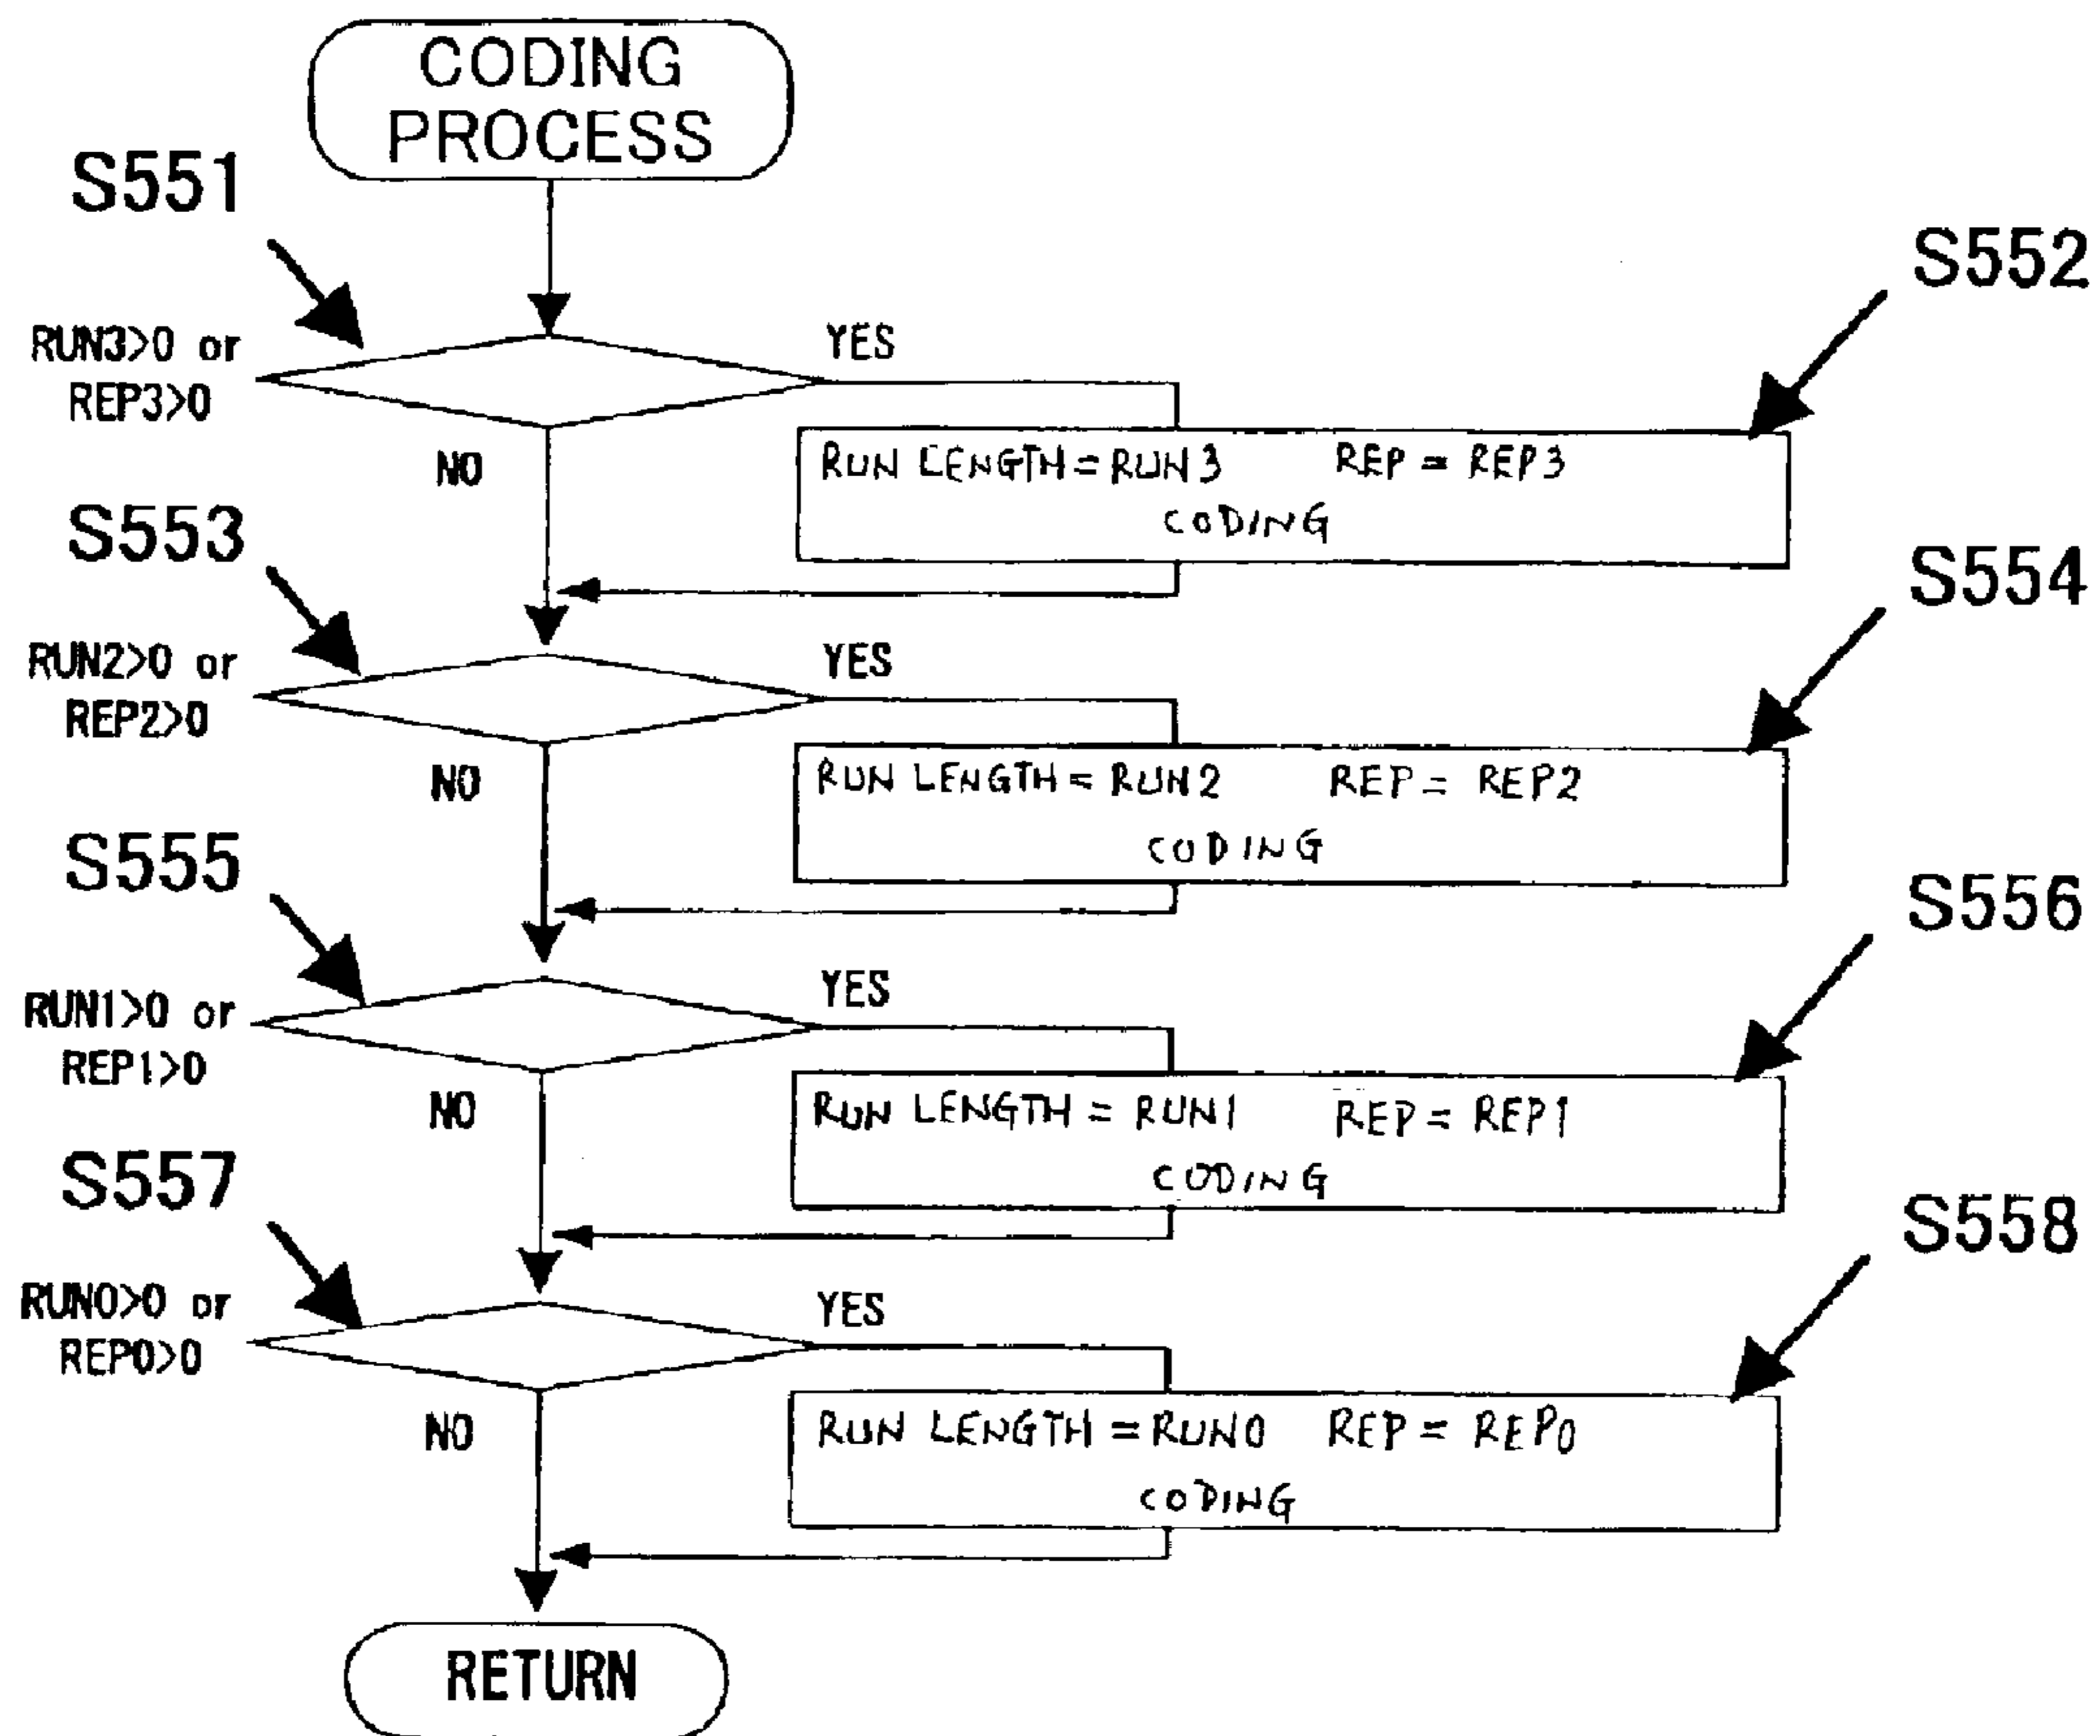 CODING
PROCESS
S551
S552
RUN3>0 or
REP3>0
YES
NO
RUN LENGTH = RUN3 REP = REP3
CODING
S553
S554
RUN2>0 or
REP2>0
YES
NO
RUN LENGTH = RUN2 REP = REP2
CODING
S555
S556
RUN1>0 or
REP1>0
YES
NO
RUN LENGTH = RUN1 REP = REP1
CODING
S557
S558
RUN0>0 or
REP0>0
YES
NO
RUN LENGTH = RUN0 REP = REP0
CODING
RETURN